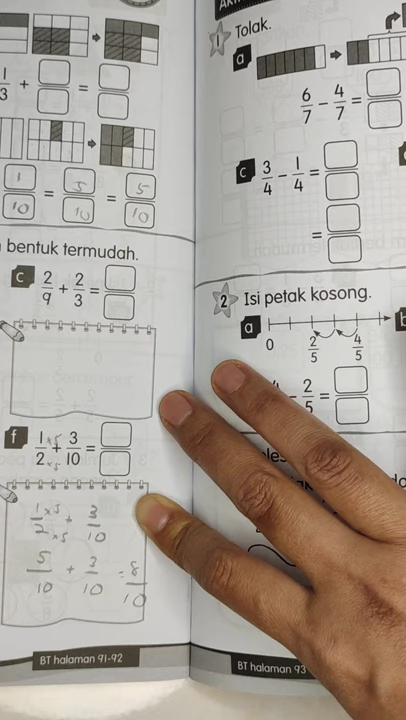 1/3 + □/□ = □/□
1/10 = 5/10 = 5/10
bentuk termudah.
c 2/9 + 2/3 = □/□
f 1/2 ×5/×5 + 3/10 = □/□
1/2 ×5/×5 + 3/10
5/10 + 3/10 = 8/10
BT halaman 91-92
1 Tolak.
a
6/7 - 4/7 = □/□
c 3/4 - 1/4 = □/□
= □/□
2 Isi petak kosong.
a 0 2/5 4/5
- 2/5 = □/□
BT halaman 93